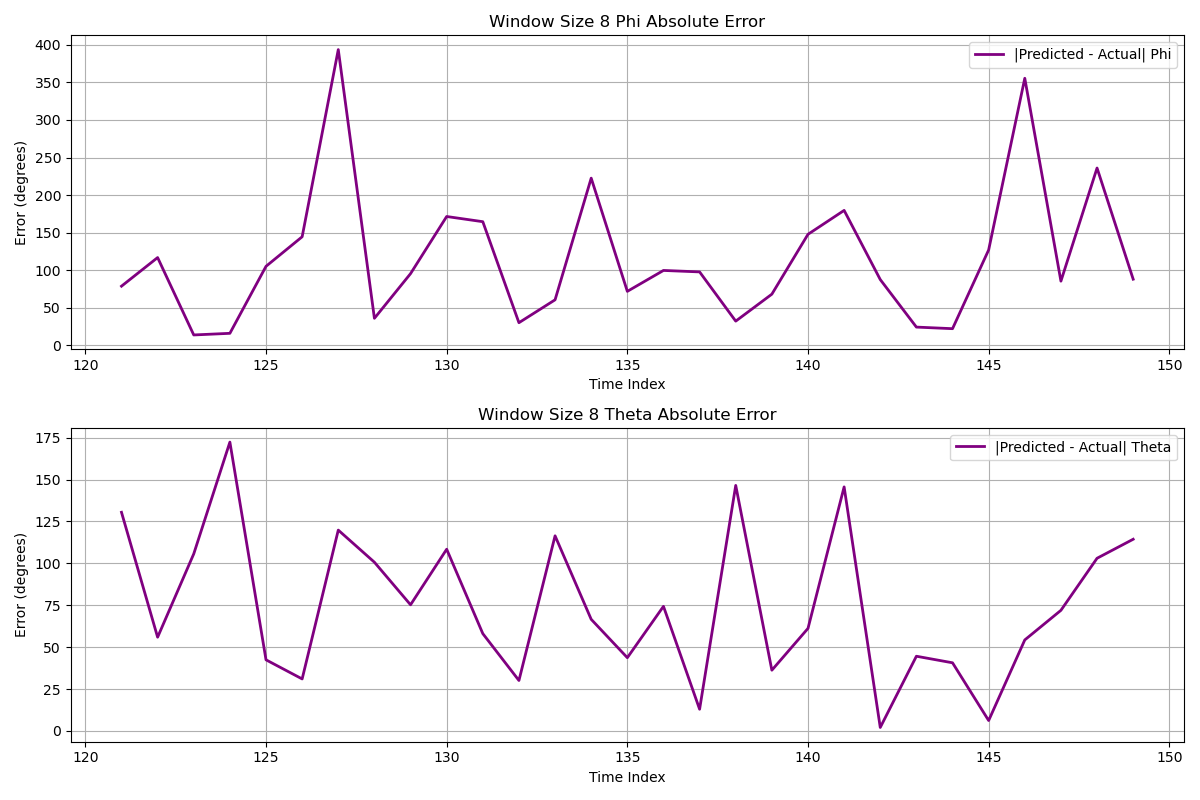 Window Size 8 Phi Absolute Error
|Predicted - Actual| Phi
Error (degrees)
400
350
300
250
200
150
100
50
0
120 125 130 135 140 145 150
Time Index
Window Size 8 Theta Absolute Error
|Predicted - Actual| Theta
Error (degrees)
175
150
125
100
75
50
25
0
120 125 130 135 140 145 150
Time Index